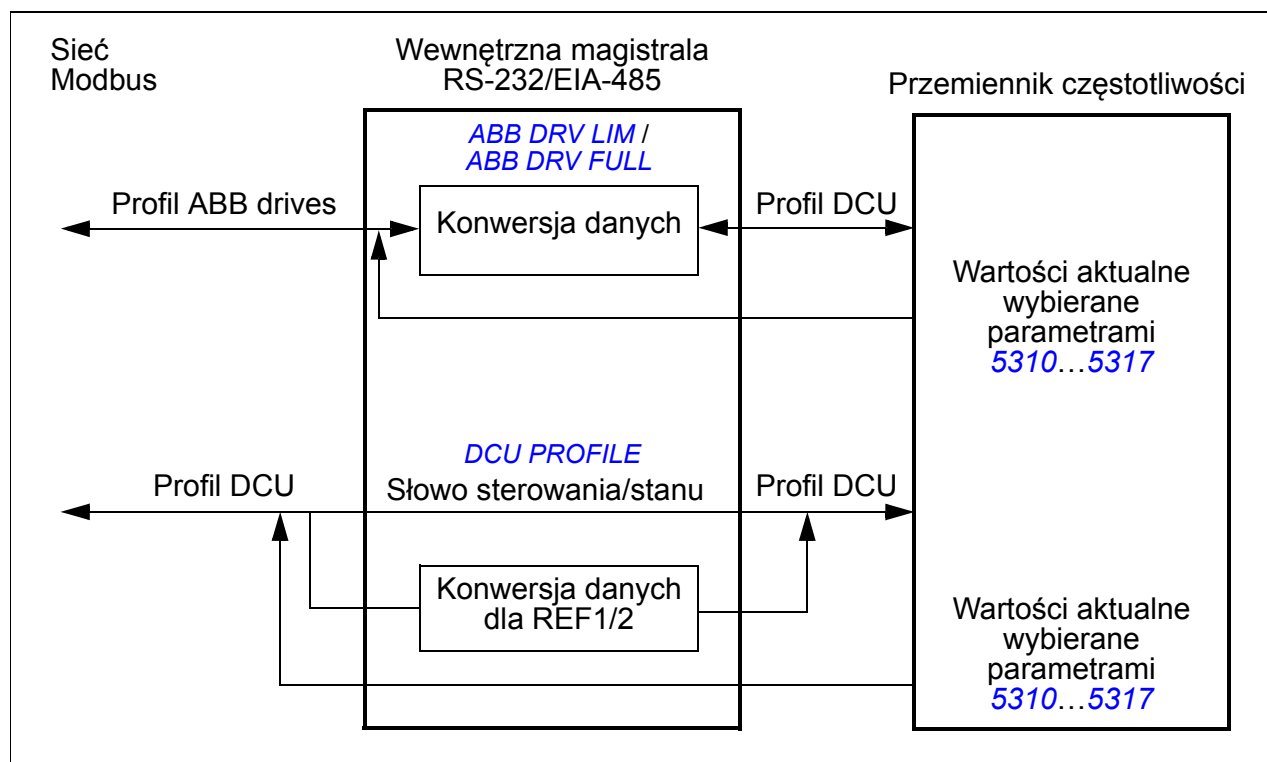 Sieć
Modbus
Wewnętrzna magistrala
RS-232/EIA-485
Przemiennik częstotliwości
ABB DRV LIM /
ABB DRV FULL
Profil ABB drives
Konwersja danych
Profil DCU
Wartości aktualne
wybierane
parametrami
5310...5317
DCU PROFILE
Profil DCU
Słowo sterowania/stanu
Profil DCU
Konwersja danych
dla REF1/2
Wartości aktualne
wybierane
parametrami
5310...5317